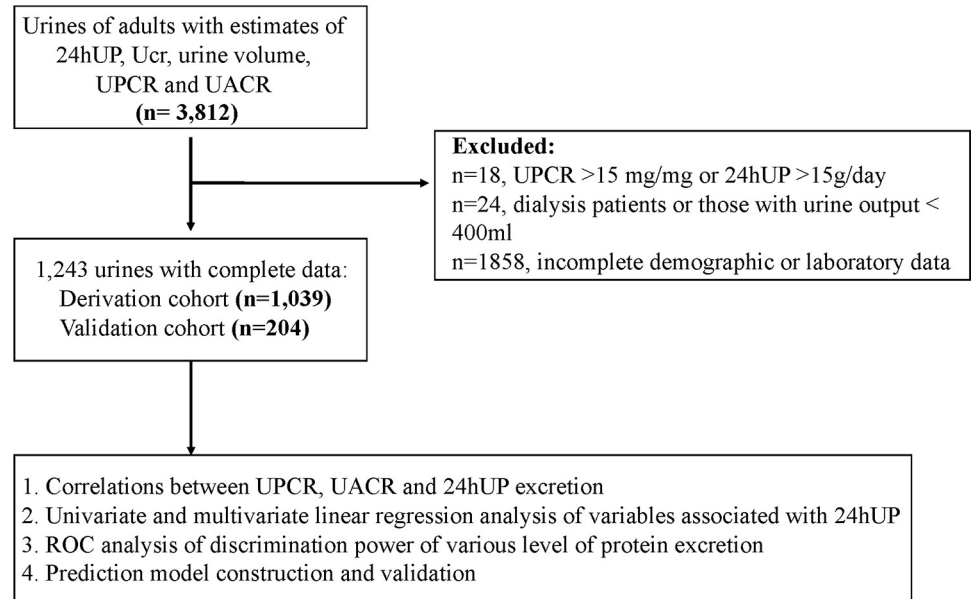 Urines of adults with estimates of
24hUP, Ucr, urine volume,
UPCR and UACR
(n= 3,812)
Excluded:
n=18, UPCR >15 mg/mg or 24hUP >15g/day
n=24, dialysis patients or those with urine output <
400ml
n=1858, incomplete demographic or laboratory data
1,243 urines with complete data:
Derivation cohort (n=1,039)
Validation cohort (n=204)
1. Correlations between UPCR, UACR and 24hUP excretion
2. Univariate and multivariate linear regression analysis of variables associated with 24hUP
3. ROC analysis of discrimination power of various level of protein excretion
4. Prediction model construction and validation